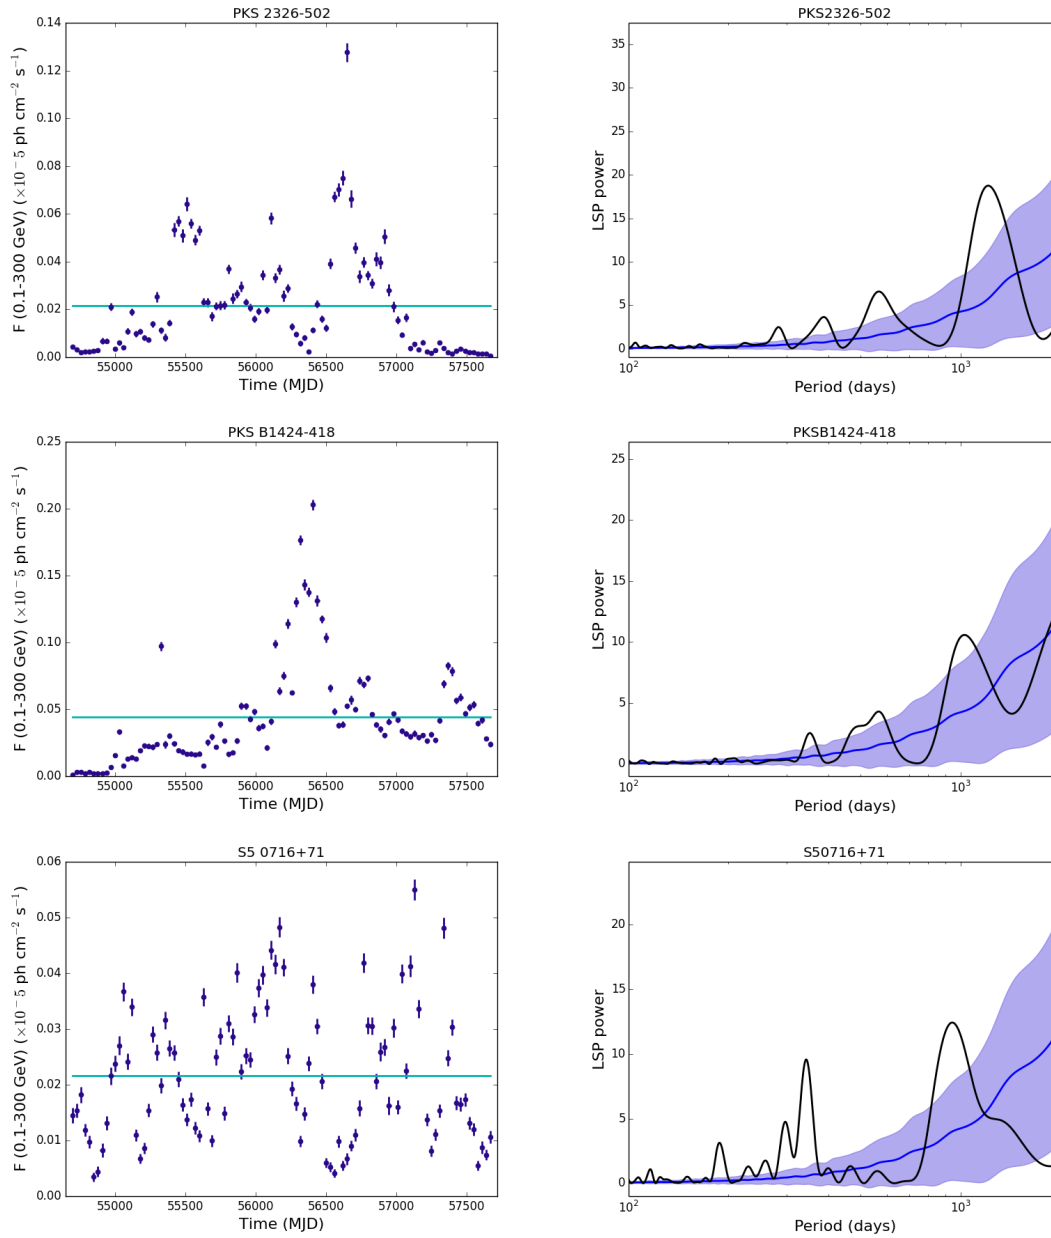 PKS 2326-502
F (0.1-300 GeV) (×10⁻⁵ ph cm⁻² s⁻¹)
0.14
0.12
0.10
0.08
0.06
0.04
0.02
0.00
55000 55500 56000 56500 57000 57500
Time (MJD)
PKS2326-502
LSP power
35
30
25
20
15
10
5
0
10² 10³
Period (days)
PKS B1424-418
F (0.1-300 GeV) (×10⁻⁵ ph cm⁻² s⁻¹)
0.25
0.20
0.15
0.10
0.05
0.00
55000 55500 56000 56500 57000 57500
Time (MJD)
PKSB1424-418
LSP power
25
20
15
10
5
0
10² 10³
Period (days)
S5 0716+71
F (0.1-300 GeV) (×10⁻⁵ ph cm⁻² s⁻¹)
0.06
0.05
0.04
0.03
0.02
0.01
0.00
55000 55500 56000 56500 57000 57500
Time (MJD)
S50716+71
LSP power
20
15
10
5
0
10² 10³
Period (days)